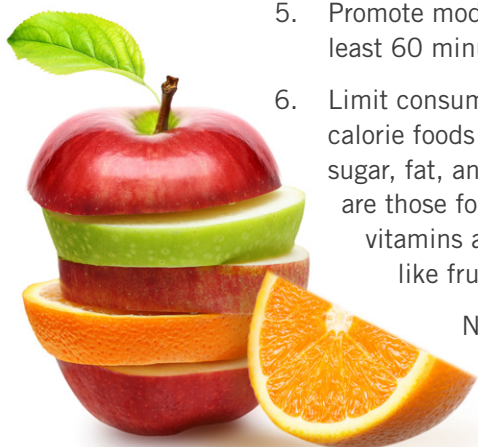 5. Promote mod
least 60 minu
6. Limit consum
calorie foods
sugar, fat, an
are those fo
vitamins a
like fru
N